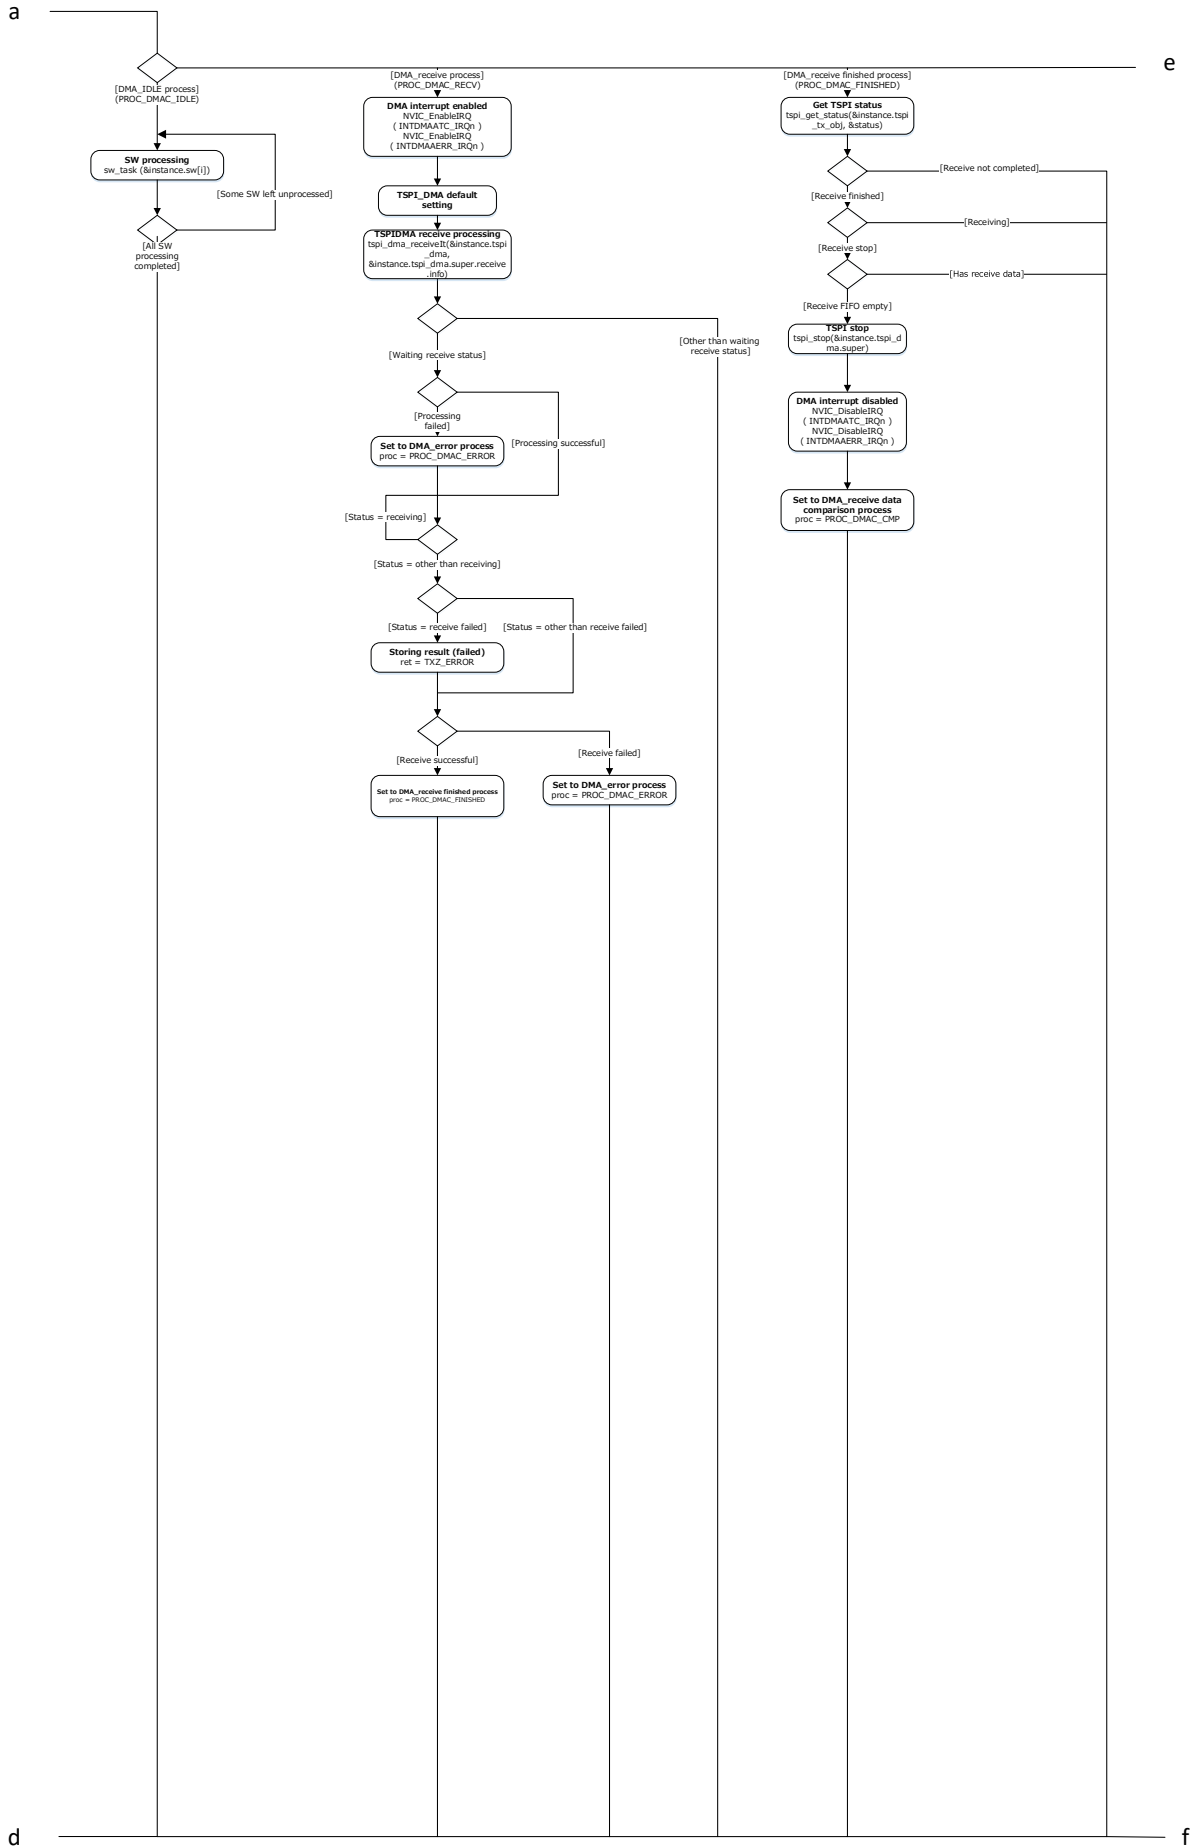 a
e
[DMA_IDLE process]
(PROC_DMAC_IDLE)
SW processing
sw_task (&instance.sw[i])
[Some SW left unprocessed]
[All SW
processing
completed]
[DMA_receive process]
(PROC_DMAC_RECV)
DMA interrupt enabled
NVIC_EnableIRQ
( INTDMAATC_IRQn )
NVIC_EnableIRQ
( INTDMAAERR_IRQn )
TSPI_DMA default
setting
TSPIDMA receive processing
tspi_dma_receiveIt(&instance.tspi
_dma,
&instance.tspi_dma.super.receive
.info)
[Waiting receive status]
[Other than waiting
receive status]
[Processing
failed]
[Processing successful]
Set to DMA_error process
proc = PROC_DMAC_ERROR
[Status = receiving]
[Status = other than receiving]
[Status = receive failed]
[Status = other than receive failed]
Storing result (failed)
ret = TXZ_ERROR
[Receive successful]
[Receive failed]
Set to DMA_receive finished process
proc = PROC_DMAC_FINISHED
Set to DMA_error process
proc = PROC_DMAC_ERROR
[DMA_receive finished process]
(PROC_DMAC_FINISHED)
Get TSPI status
tspi_get_status(&instance.tspi
_tx_obj, &status)
[Receive not completed]
[Receive finished]
[Receiving]
[Receive stop]
[Has receive data]
[Receive FIFO empty]
TSPI stop
tspi_stop(&instance.tspi_d
ma.super)
DMA interrupt disabled
NVIC_DisableIRQ
( INTDMAATC_IRQn )
NVIC_DisableIRQ
( INTDMAAERR_IRQn )
Set to DMA_receive data
comparison process
proc = PROC_DMAC_CMP
d
f